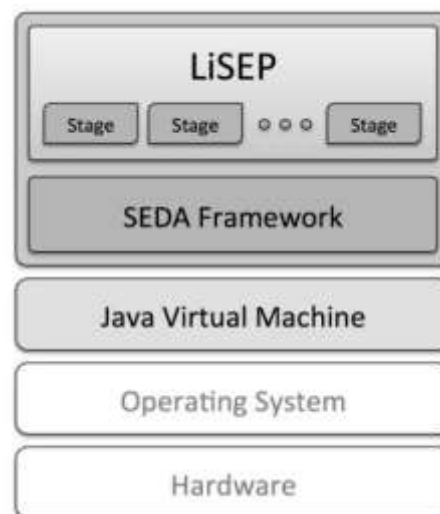 LiSEP
Stage Stage Stage
SEDA Framework
Java Virtual Machine
Operating System
Hardware